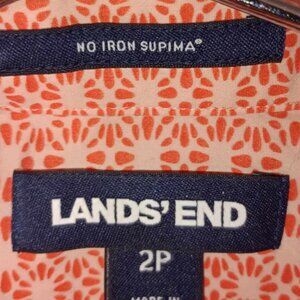 NO IRON SUPIMA®
LANDS' END
2P
MADE IN